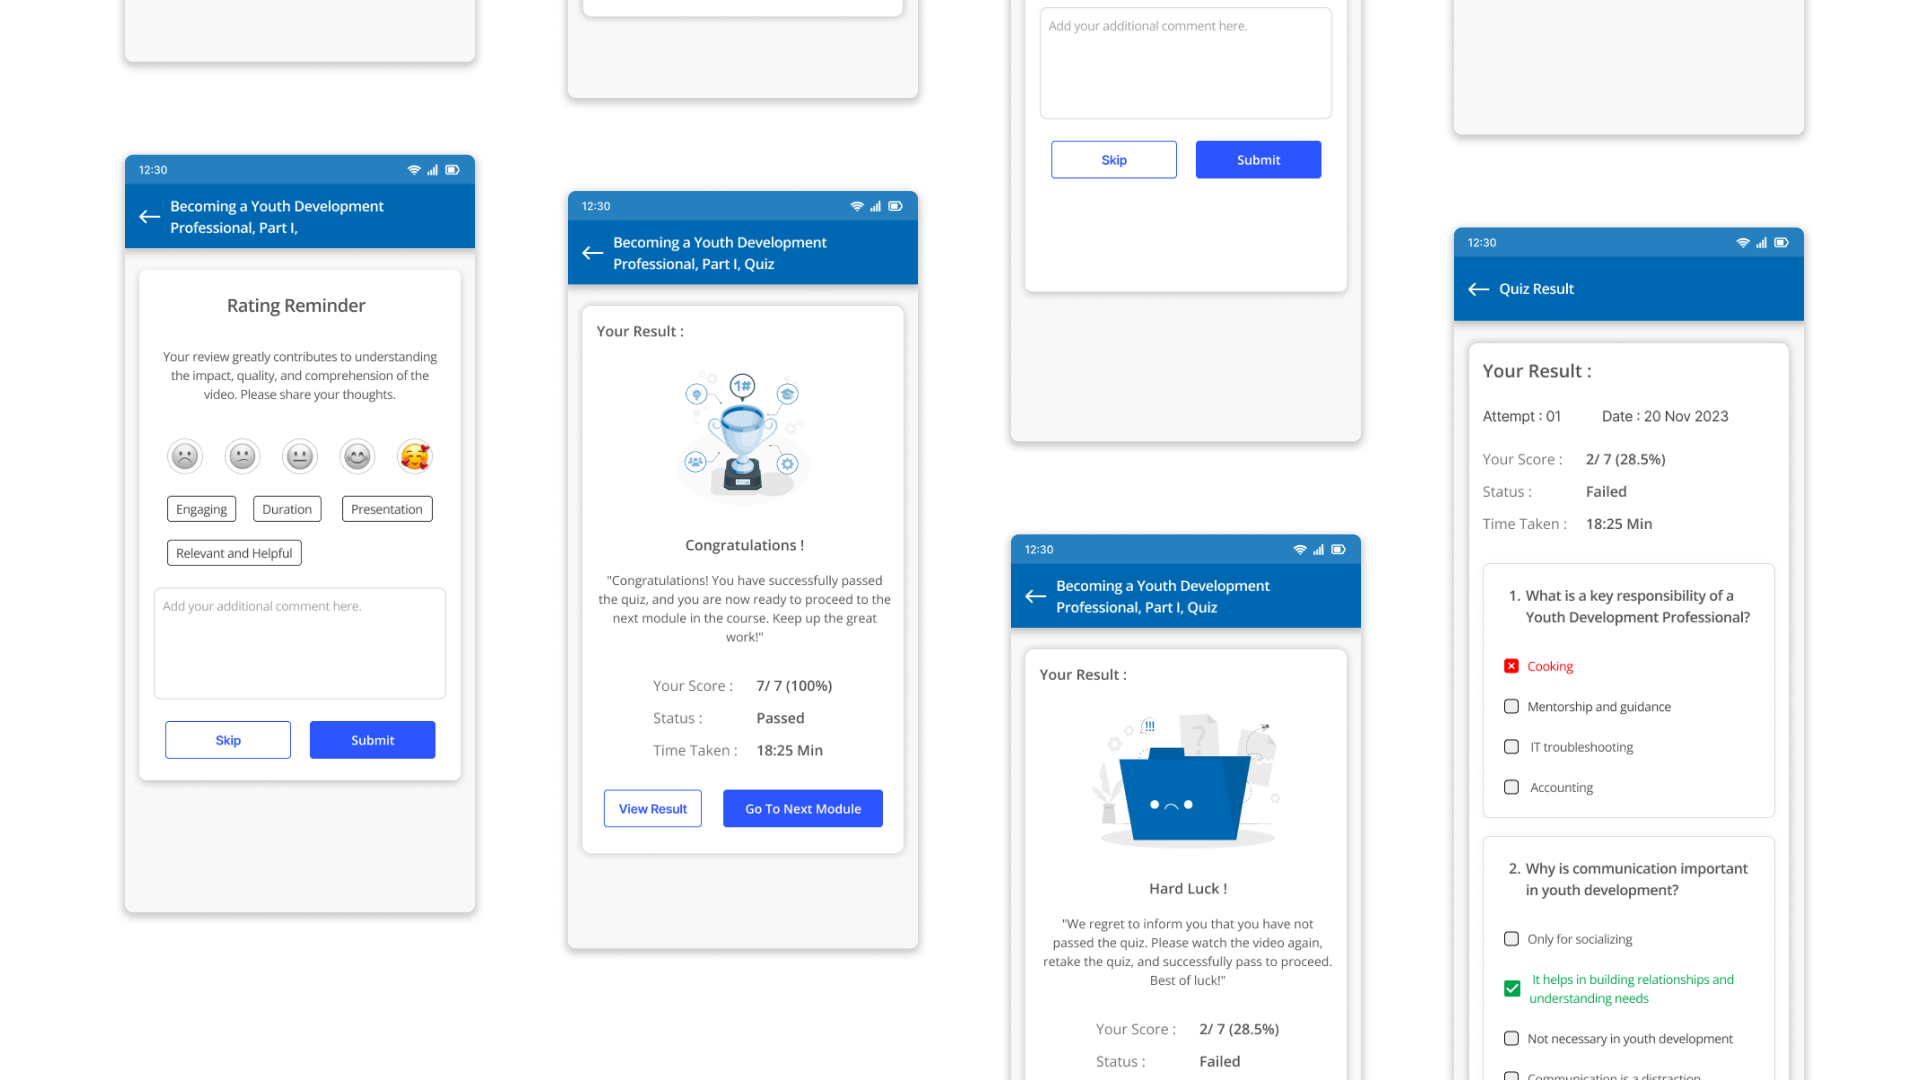 12:30
Becoming a Youth Development
Professional, Part I,
Rating Reminder
Your review greatly contributes to understanding
the impact, quality, and comprehension of the
video. Please share your thoughts.
Engaging
Duration
Presentation
Relevant and Helpful
Add your additional comment here.
Skip
Submit
12:30
Becoming a Youth Development
Professional, Part I, Quiz
Your Result :
1#
Congratulations !
"Congratulations! You have successfully passed
the quiz, and you are now ready to proceed to the
next module in the course. Keep up the great
work!"
Your Score :
7/ 7 (100%)
Status :
Passed
Time Taken :
18:25 Min
View Result
Go To Next Module
Add your additional comment here.
Skip
Submit
12:30
Becoming a Youth Development
Professional, Part I, Quiz
Your Result :
!!!
?
Hard Luck !
"We regret to inform you that you have not
passed the quiz. Please watch the video again,
retake the quiz, and successfully pass to proceed.
Best of luck!"
Your Score :
2/ 7 (28.5%)
Status :
Failed
12:30
Quiz Result
Your Result :
Attempt : 01
Date : 20 Nov 2023
Your Score :
2/ 7 (28.5%)
Status :
Failed
Time Taken :
18:25 Min
1. What is a key responsibility of a
Youth Development Professional?
Cooking
Mentorship and guidance
IT troubleshooting
Accounting
2. Why is communication important
in youth development?
Only for socializing
It helps in building relationships and
understanding needs
Not necessary in youth development
Communication is a distraction